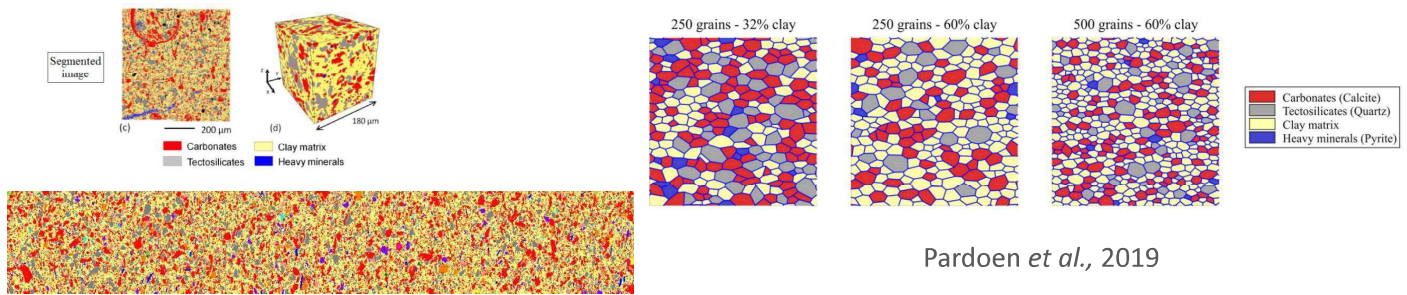 Segmented
image
(c)
200 µm
(d)
z
Y
X
180 µm
Carbonates
Clay matrix
Tectosilicates
Heavy minerals
250 grains - 32% clay
250 grains - 60% clay
500 grains - 60% clay
Carbonates (Calcite)
Tectosilicates (Quartz)
Clay matrix
Heavy minerals (Pyrite)
Pardoen et al., 2019